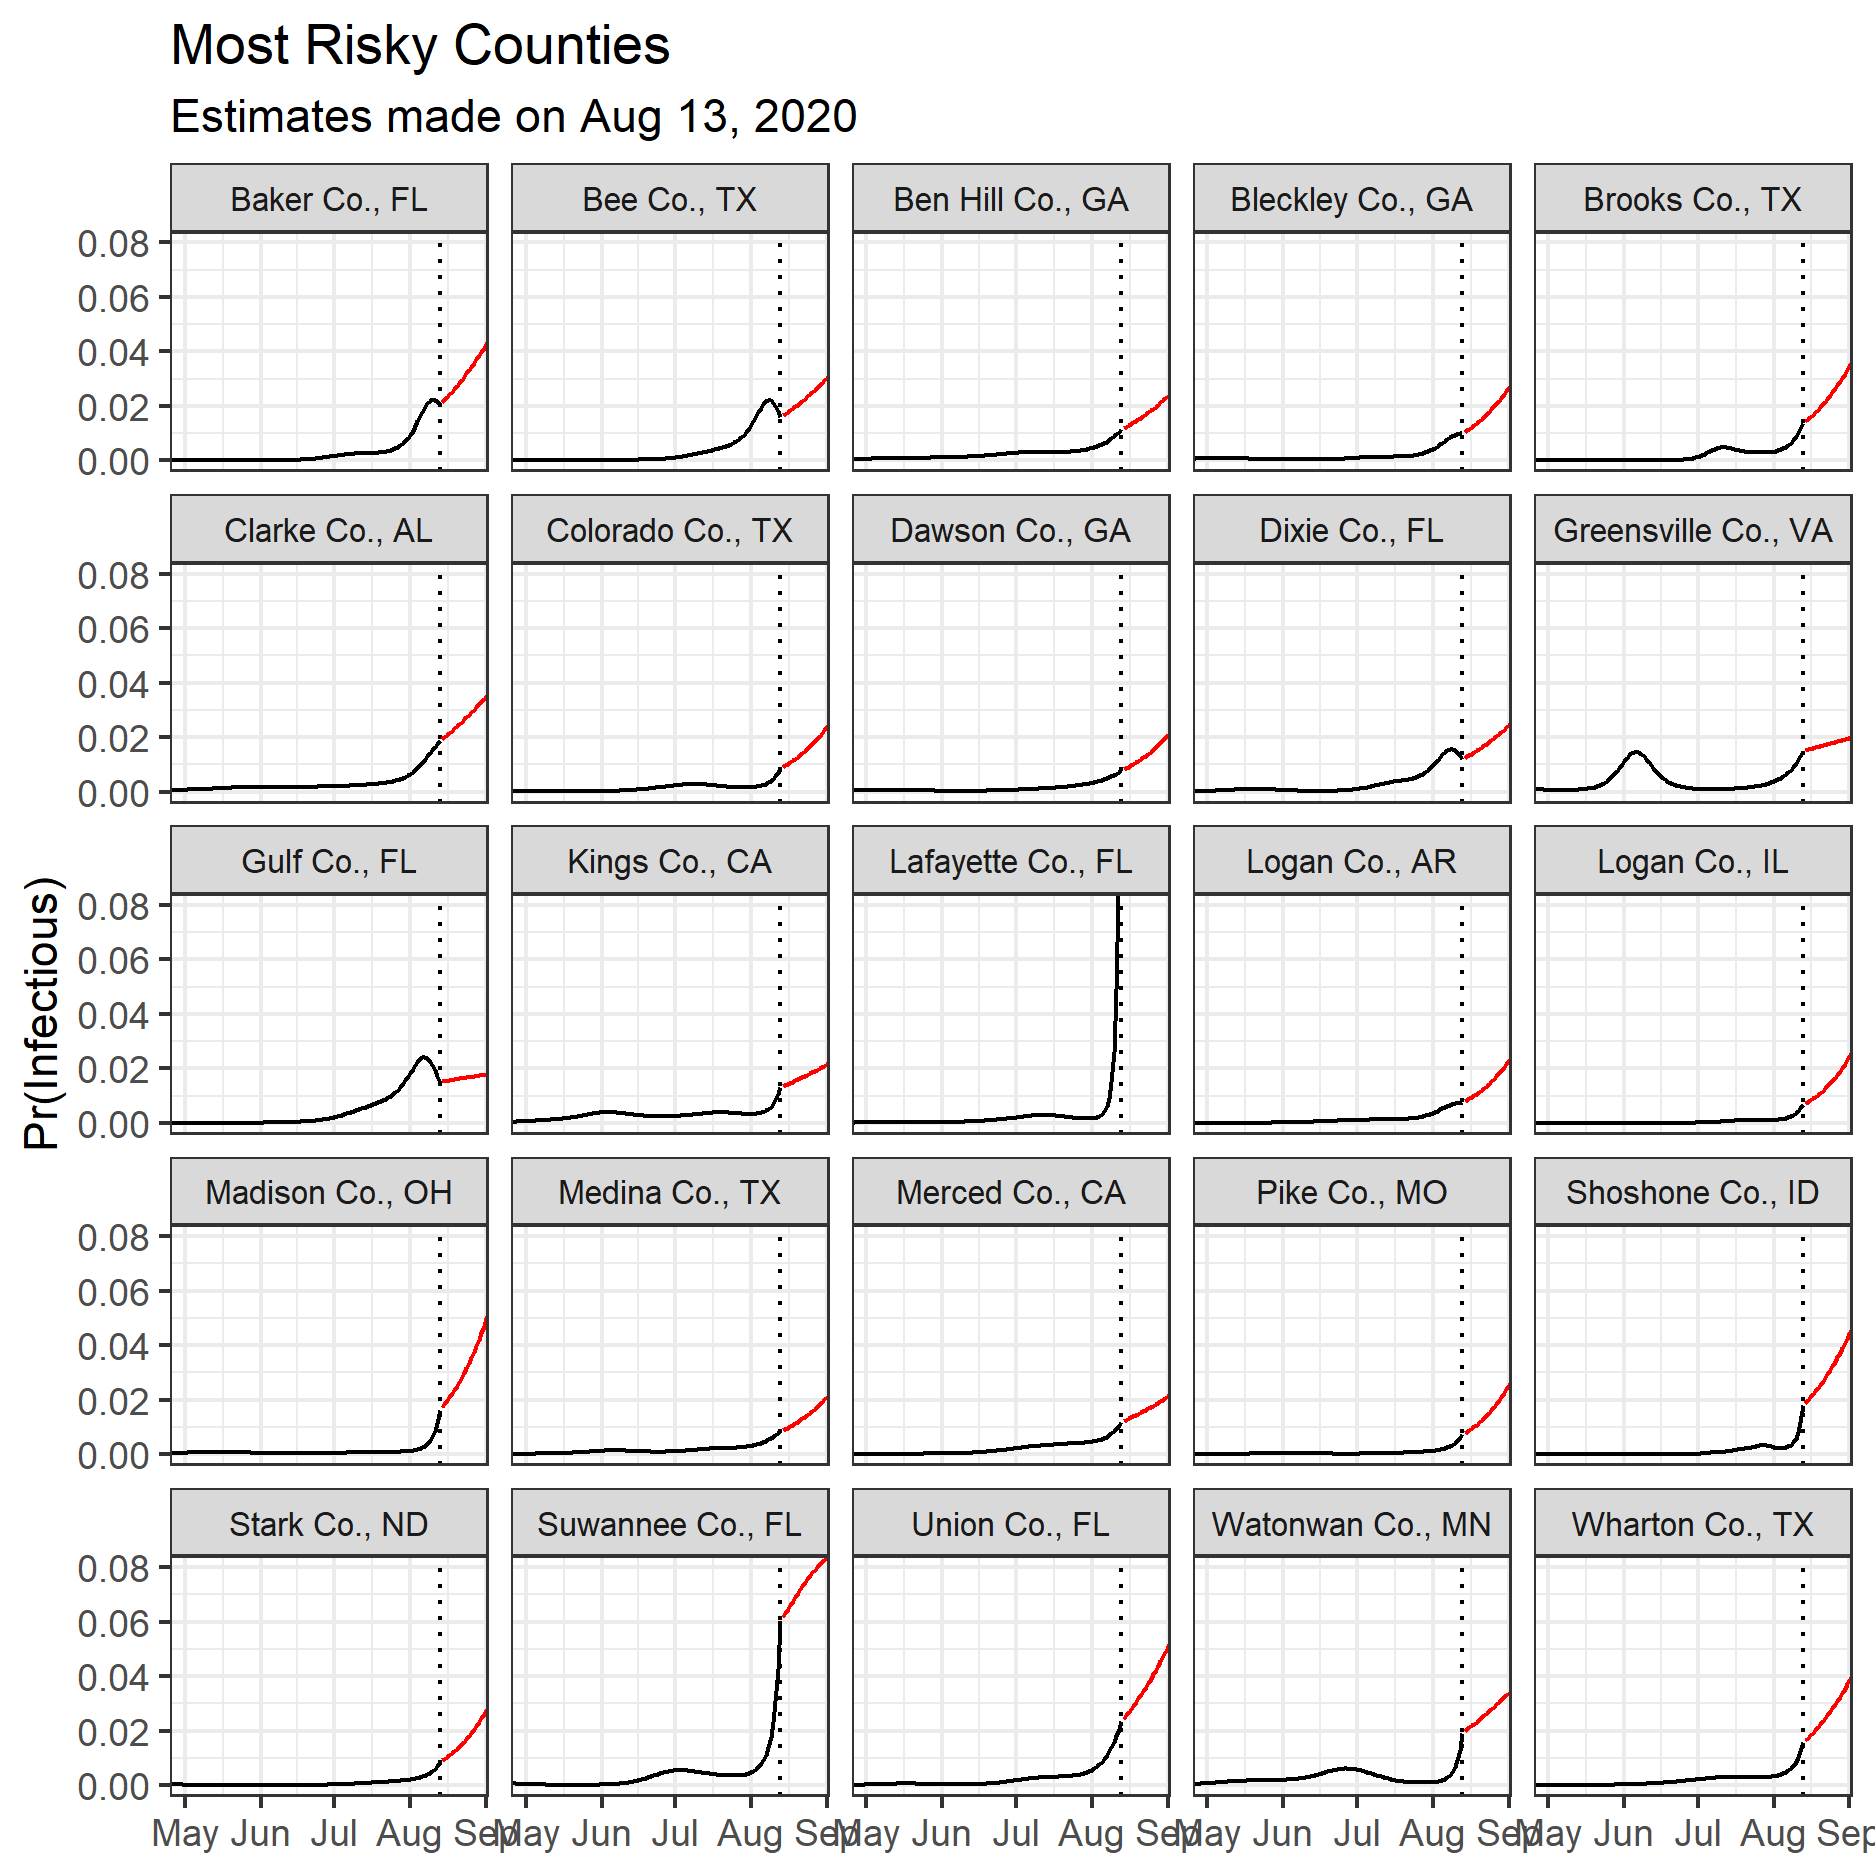 Most Risky Counties
Estimates made on Aug 13, 2020
Baker Co., FL
Bee Co., TX
Ben Hill Co., GA
Bleckley Co., GA
Brooks Co., TX
0.08
0.06
0.04
0.02
0.00
Clarke Co., AL
Colorado Co., TX
Dawson Co., GA
Dixie Co., FL
Greensville Co., VA
0.08
0.06
0.04
0.02
0.00
Pr(Infectious)
Gulf Co., FL
Kings Co., CA
Lafayette Co., FL
Logan Co., AR
Logan Co., IL
0.08
0.06
0.04
0.02
0.00
Madison Co., OH
Medina Co., TX
Merced Co., CA
Pike Co., MO
Shoshone Co., ID
0.08
0.06
0.04
0.02
0.00
Stark Co., ND
Suwannee Co., FL
Union Co., FL
Watonwan Co., MN
Wharton Co., TX
0.08
0.06
0.04
0.02
0.00
May Jun Jul Aug Sep
May Jun Jul Aug Sep
May Jun Jul Aug Sep
May Jun Jul Aug Sep
May Jun Jul Aug Sep